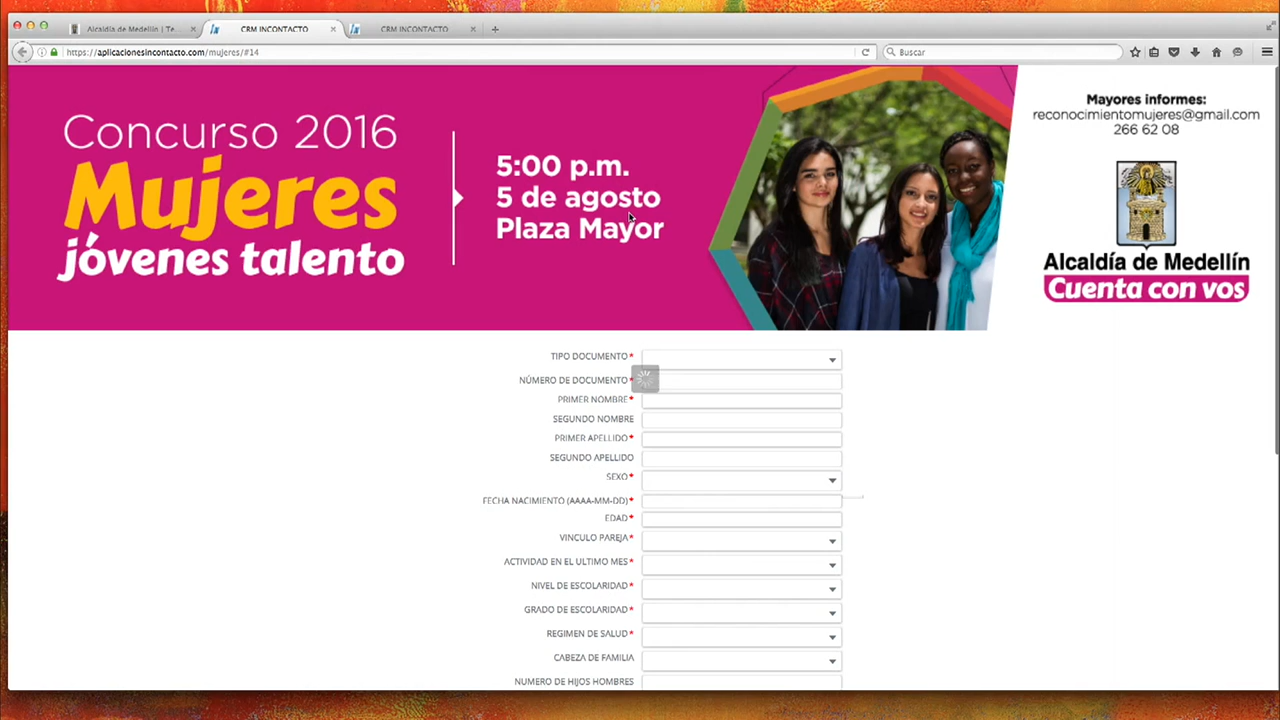 Alcaldía de Medellín | Te...
CRM INCONTACTO
CRM INCONTACTO
https://aplicacionesincontacto.com/mujeres/#14
Buscar
Concurso 2016
Mujeres
jóvenes talento
5:00 p.m.
5 de agosto
Plaza Mayor
Mayores informes:
reconocimientomujeres@gmail.com
266 62 08
Alcaldía de Medellín
Cuenta con vos
TIPO DOCUMENTO*
NÚMERO DE DOCUMENTO*
PRIMER NOMBRE*
SEGUNDO NOMBRE
PRIMER APELLIDO*
SEGUNDO APELLIDO
SEXO*
FECHA NACIMIENTO (AAAA-MM-DD)*
EDAD*
VINCULO PAREJA*
ACTIVIDAD EN EL ULTIMO MES*
NIVEL DE ESCOLARIDAD*
GRADO DE ESCOLARIDAD*
REGIMEN DE SALUD*
CABEZA DE FAMILIA
NUMERO DE HIJOS HOMBRES